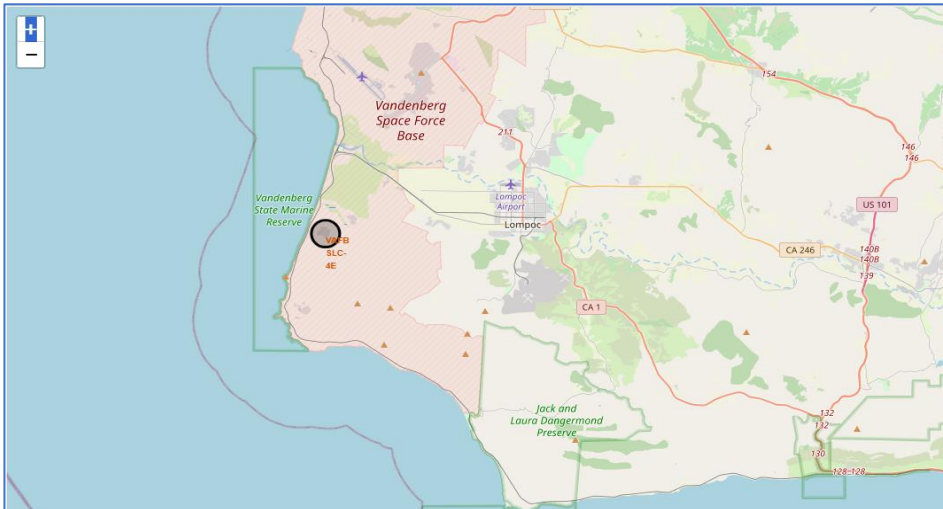 +
−
154
Vandenberg
Space Force
Base
211
146
146
Lompoc
Airport
Vandenberg
State Marine
Reserve
US 101
Lompoc
VAFB
SLC-
4E
CA 246
140B
140B
139
CA 1
Jack and
Laura Dangermond
Preserve
132
132
130
128-128